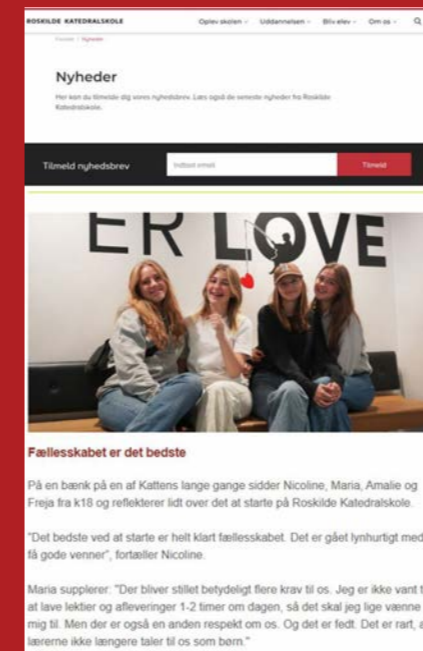 ROSKILDE KATEDRALSKOLE
Oplev skolen
Uddannelsen
Bliv elev
Om os
Forside / Nyheder
Nyheder
Her kan du tilmelde dig vores nyhedsbrev. Læs også de seneste nyheder fra Roskilde
Katedralskole.
Tilmeld nyhedsbrev
Indtast email
Tilmeld
ER LOVE
Fællesskabet er det bedste
På en bænk på en af Kattens lange gange sidder Nicoline, Maria, Amalie og
Freja fra k18 og reflekterer lidt over det at starte på Roskilde Katedralskole.
"Det bedste ved at starte er helt klart fællesskabet. Det er gået lynhurtigt med
få gode venner", fortæller Nicoline.
Maria supplerer: "Der bliver stillet betydeligt flere krav til os. Jeg er ikke vant t
at lave lektier og afleveringer 1-2 timer om dagen, så det skal jeg lige vænne
mig til. Men der er også en anden respekt om os. Og det er fedt. Det er rart, a
lærerne ikke længere taler til os som børn."